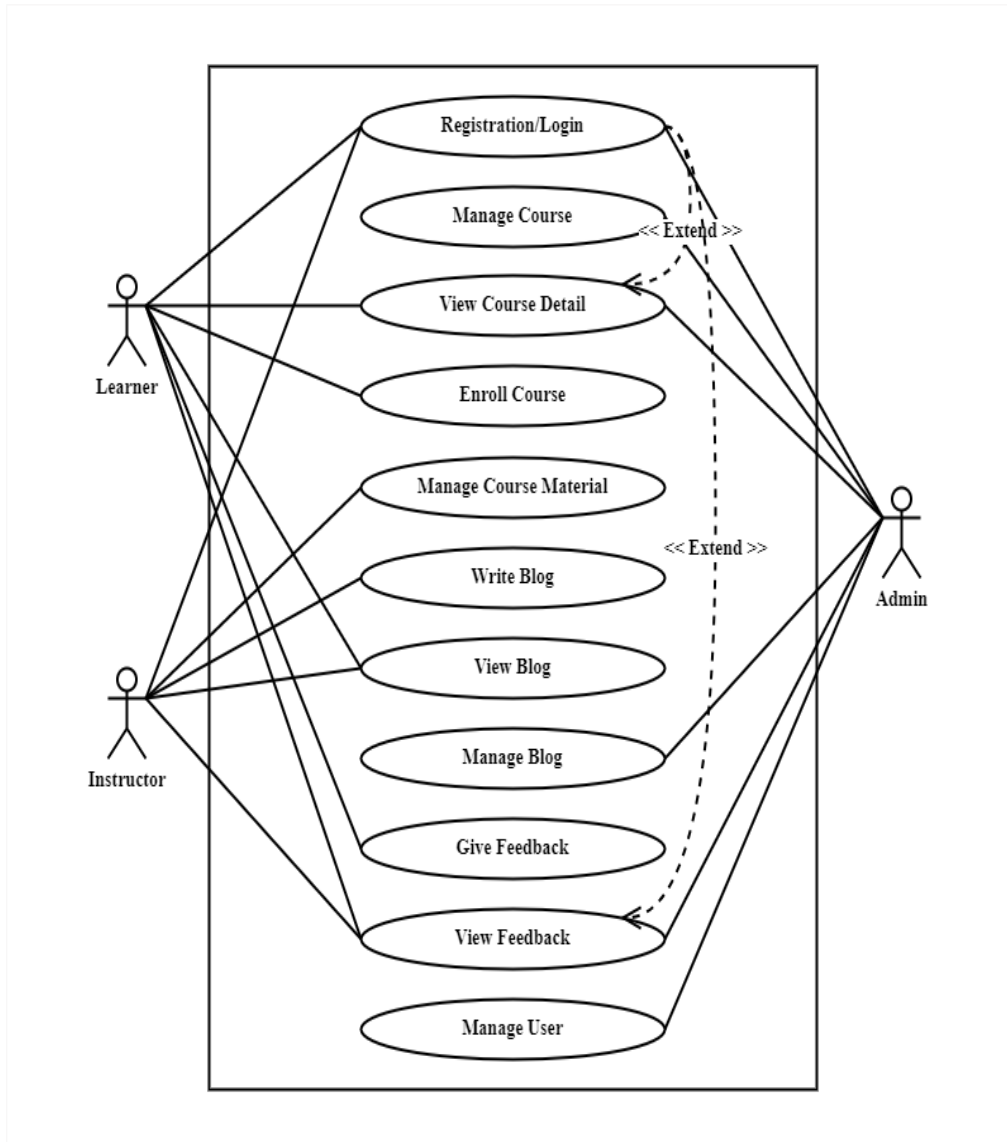 Registration/Login
Manage Course
<< Extend >>
View Course Detail
Learner
Enroll Course
Manage Course Material
<< Extend >>
Write Blog
Admin
View Blog
Manage Blog
Instructor
Give Feedback
View Feedback
Manage User